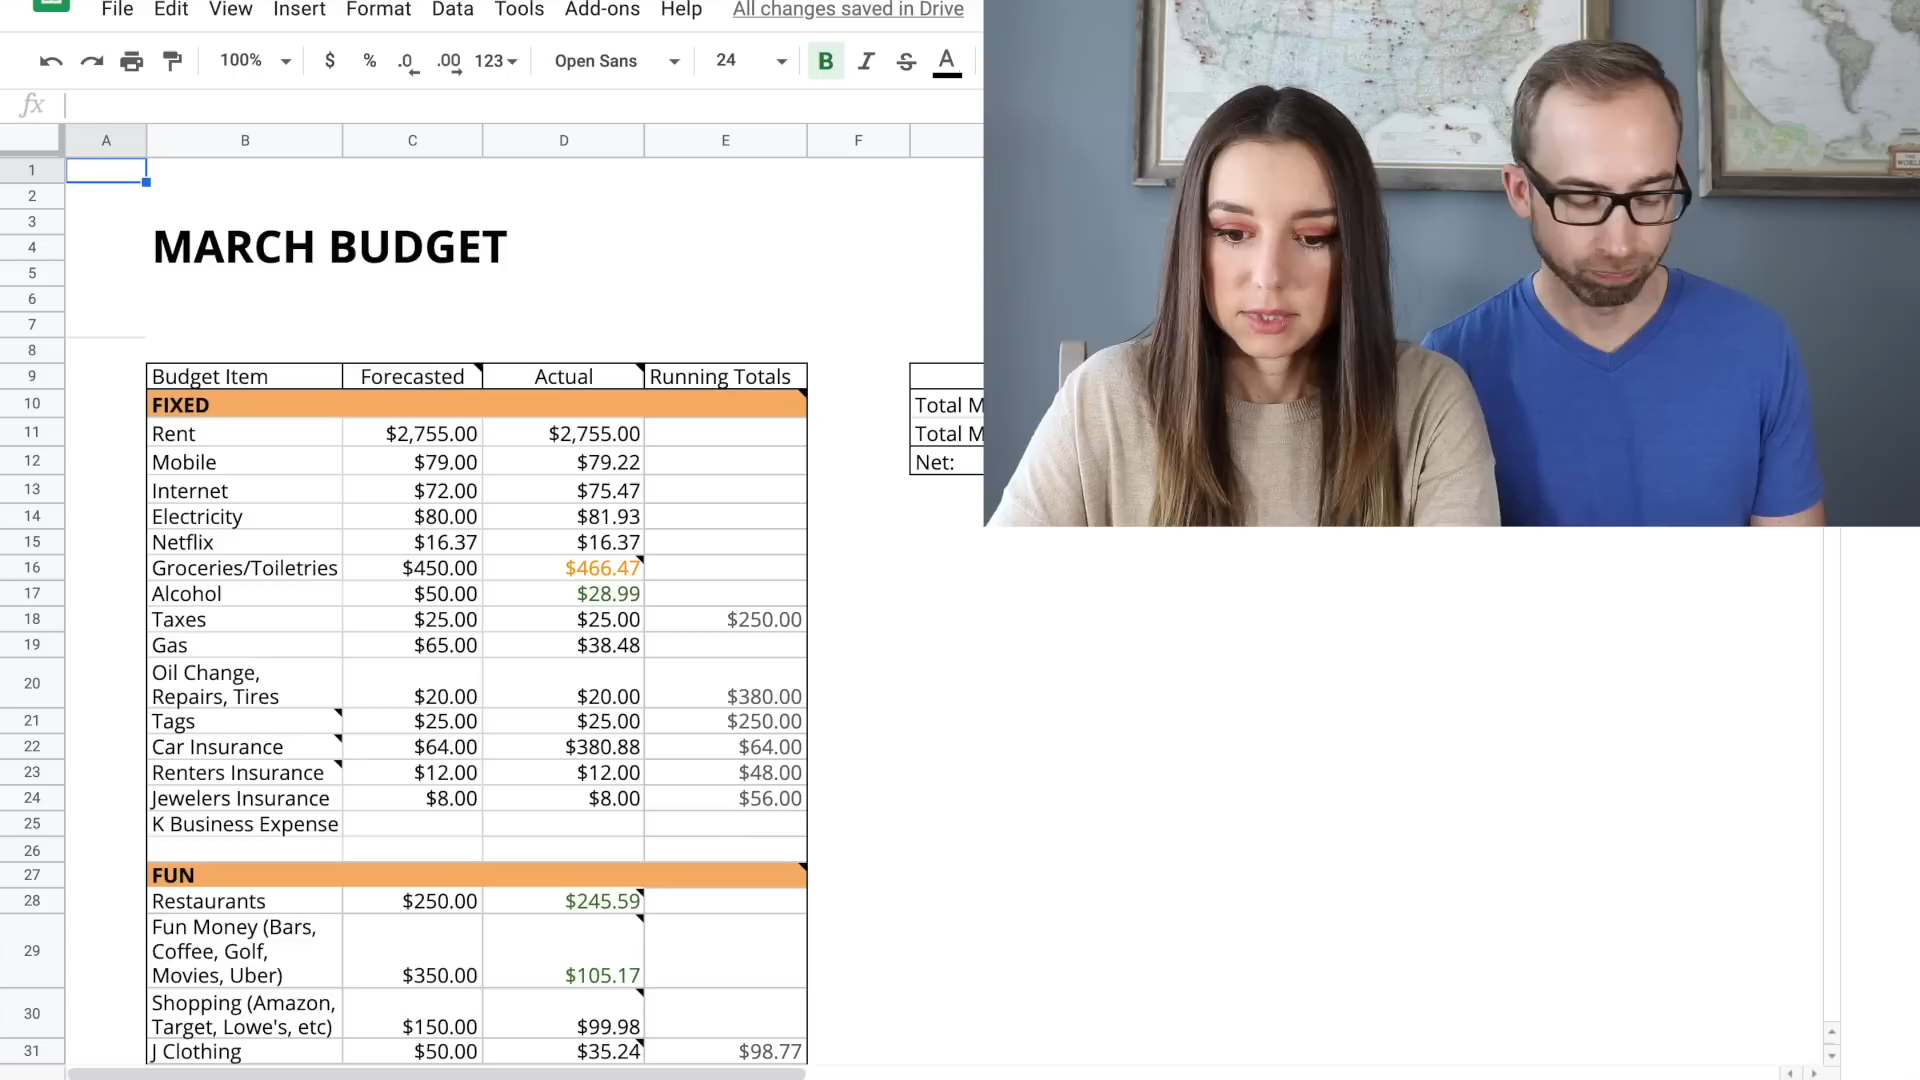 File Edit View Insert Format Data Tools Add-ons Help All changes saved in Drive
100% $ % .0 .00 123 Open Sans 24 B I S A
fx
A B C D E F
1
2
3
4 MARCH BUDGET
5
6
7
8
9 Budget Item Forecasted Actual Running Totals
10 FIXED Total M
11 Rent $2,755.00 $2,755.00 Total M
12 Mobile $79.00 $79.22 Net:
13 Internet $72.00 $75.47
14 Electricity $80.00 $81.93
15 Netflix $16.37 $16.37
16 Groceries/Toiletries $450.00 $466.47
17 Alcohol $50.00 $28.99
18 Taxes $25.00 $25.00 $250.00
19 Gas $65.00 $38.48
Oil Change,
20 Repairs, Tires $20.00 $20.00 $380.00
21 Tags $25.00 $25.00 $250.00
22 Car Insurance $64.00 $380.88 $64.00
23 Renters Insurance $12.00 $12.00 $48.00
24 Jewelers Insurance $8.00 $8.00 $56.00
25 K Business Expense
26
27 FUN
28 Restaurants $250.00 $245.59
Fun Money (Bars,
29 Coffee, Golf,
Movies, Uber) $350.00 $105.17
Shopping (Amazon,
30 Target, Lowe's, etc) $150.00 $99.98
31 J Clothing $50.00 $35.24 $98.77